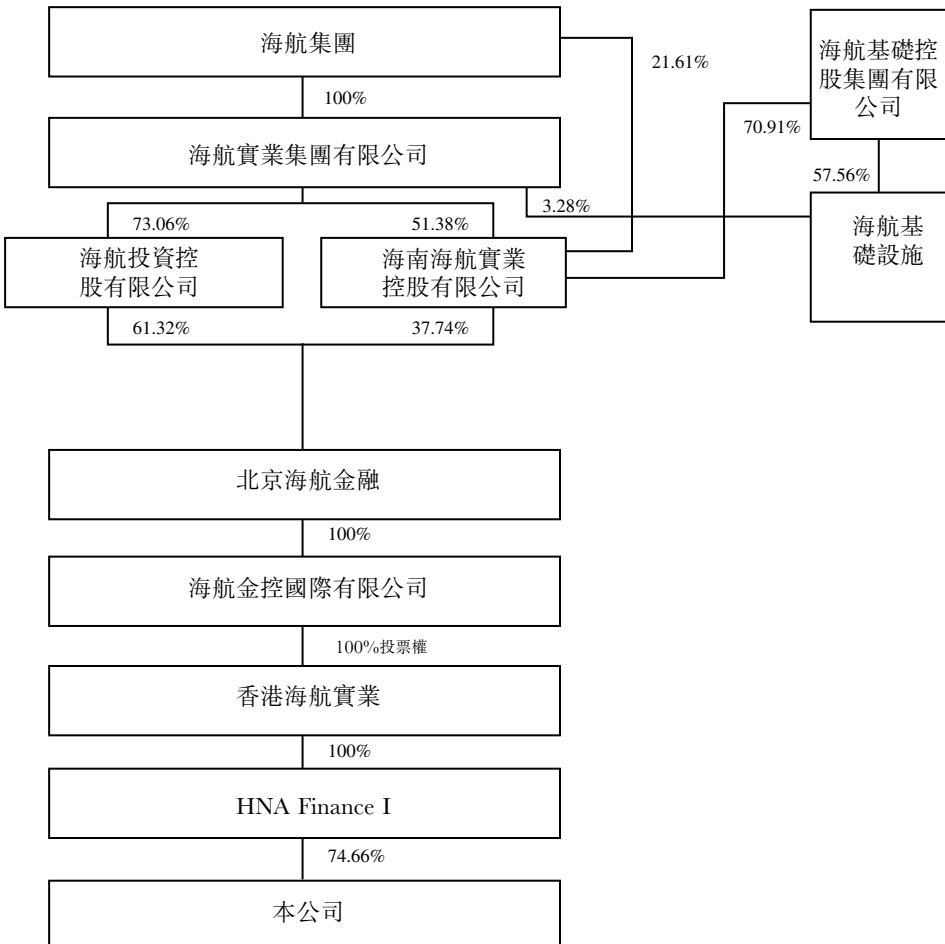 海航集團
21.61%
海航基礎控
股集團有限
公司
100%
70.91%
海航實業集團有限公司
57.56%
73.06%
51.38%
3.28%
海航基
礎設施
海航投資控
股有限公司
海南海航實業
控股有限公司
61.32%
37.74%
北京海航金融
100%
海航金控國際有限公司
100%投票權
香港海航實業
100%
HNA Finance I
74.66%
本公司